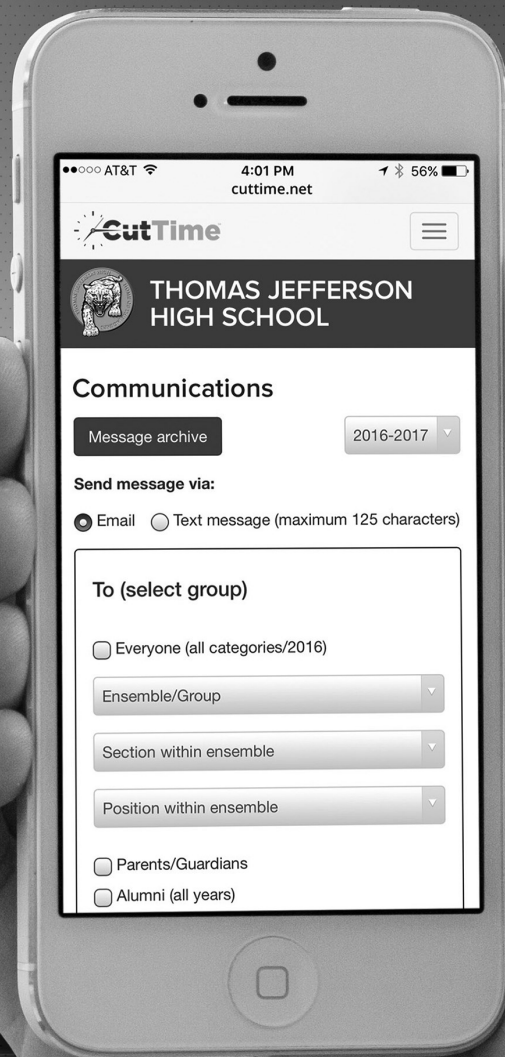 AT&T 4:01 PM 56%
cuttime.net
CutTime
THOMAS JEFFERSON
HIGH SCHOOL
Communications
Message archive 2016-2017
Send message via:
Email Text message (maximum 125 characters)
To (select group)
Everyone (all categories/2016)
Ensemble/Group
Section within ensemble
Position within ensemble
Parents/Guardians
Alumni (all years)